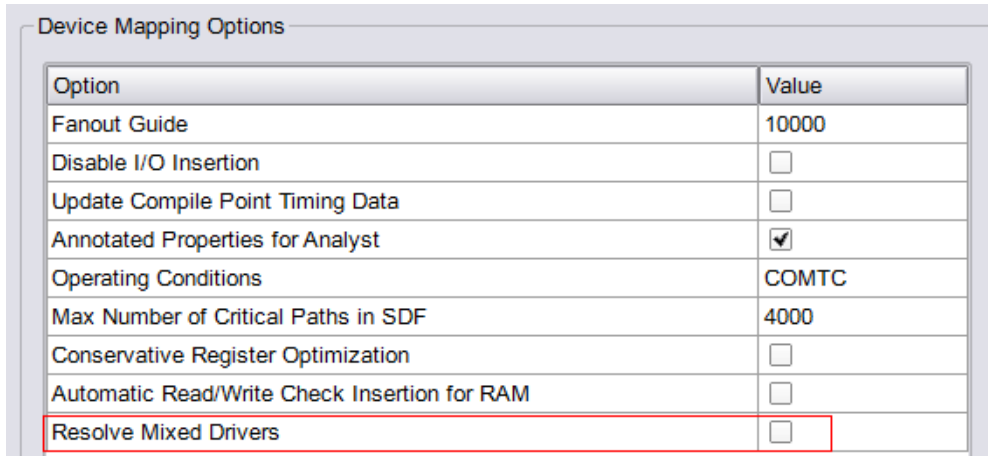 Device Mapping Options
Option Value
Fanout Guide 10000
Disable I/O Insertion
Update Compile Point Timing Data
Annotated Properties for Analyst
Operating Conditions COMTC
Max Number of Critical Paths in SDF 4000
Conservative Register Optimization
Automatic Read/Write Check Insertion for RAM
Resolve Mixed Drivers